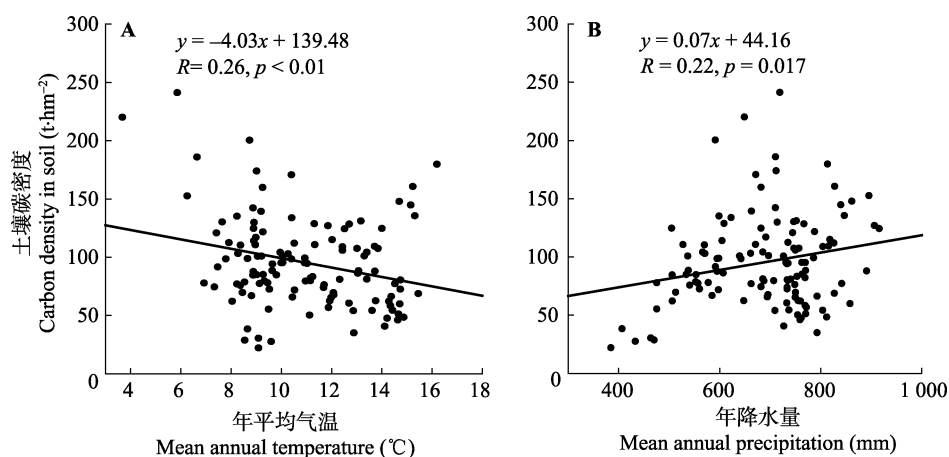 土壤碳密度
Carbon density in soil (t·hm⁻²)
A
y = –4.03x + 139.48
R= 0.26, p < 0.01
300
250
200
150
100
50
0
4
6
8
10
12
14
16
18
年平均气温
Mean annual temperature (℃)
B
y = 0.07x + 44.16
R = 0.22, p = 0.017
300
250
200
150
100
50
0
400
600
800
1 000
年降水量
Mean annual precipitation (mm)